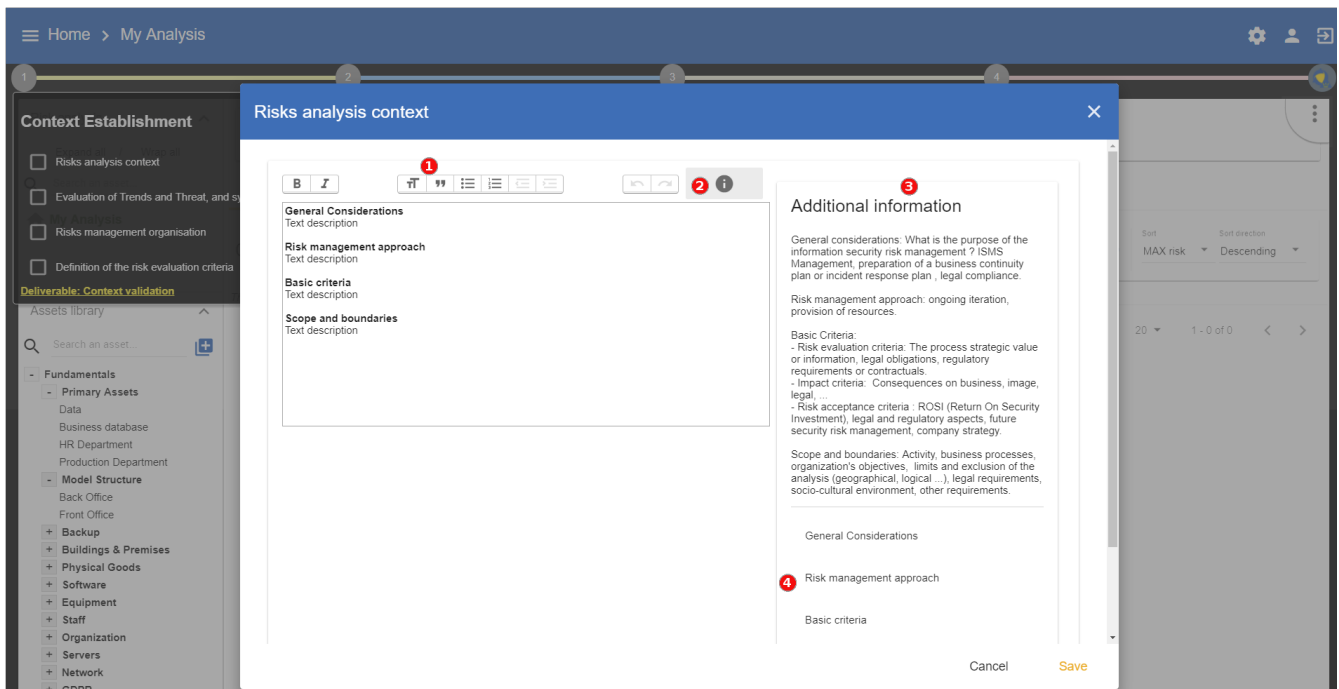 Home > My Analysis
1 2 3 4
Context Establishment
Risks analysis context
Evaluation of Trends and Threat, and sy
My Analysis
Risks management organisation
Definition of the risk evaluation criteria
Deliverable: Context validation
Assets library
Search an asset...
- Fundamentals
- Primary Assets
Data
Business database
HR Department
Production Department
- Model Structure
Back Office
Front Office
+ Backup
+ Buildings & Premises
+ Physical Goods
+ Software
+ Equipment
+ Staff
+ Organization
+ Servers
+ Network
+ GDPR
Risks analysis context
1
B I
2
General Considerations
Text description
Risk management approach
Text description
Basic criteria
Text description
Scope and boundaries
Text description
3
Additional information
General considerations: What is the purpose of the
information security risk management ? ISMS
Management, preparation of a business continuity
plan or incident response plan , legal compliance.
Risk management approach: ongoing iteration,
provision of resources.
Basic Criteria:
- Risk evaluation criteria: The process strategic value
or information, legal obligations, regulatory
requirements or contractuals.
- Impact criteria:  Consequences on business, image,
legal, ...
- Risk acceptance criteria : ROSI (Return On Security
Investment), legal and regulatory aspects, future
security risk management, company strategy.
Scope and boundaries: Activity, business processes,
organization's objectives,  limits and exclusion of the
analysis (geographical, logical ...), legal requirements,
socio-cultural environment, other requirements.
General Considerations
4
Risk management approach
Basic criteria
Cancel Save
Sort Sort direction
MAX risk Descending
20 1 - 0 of 0